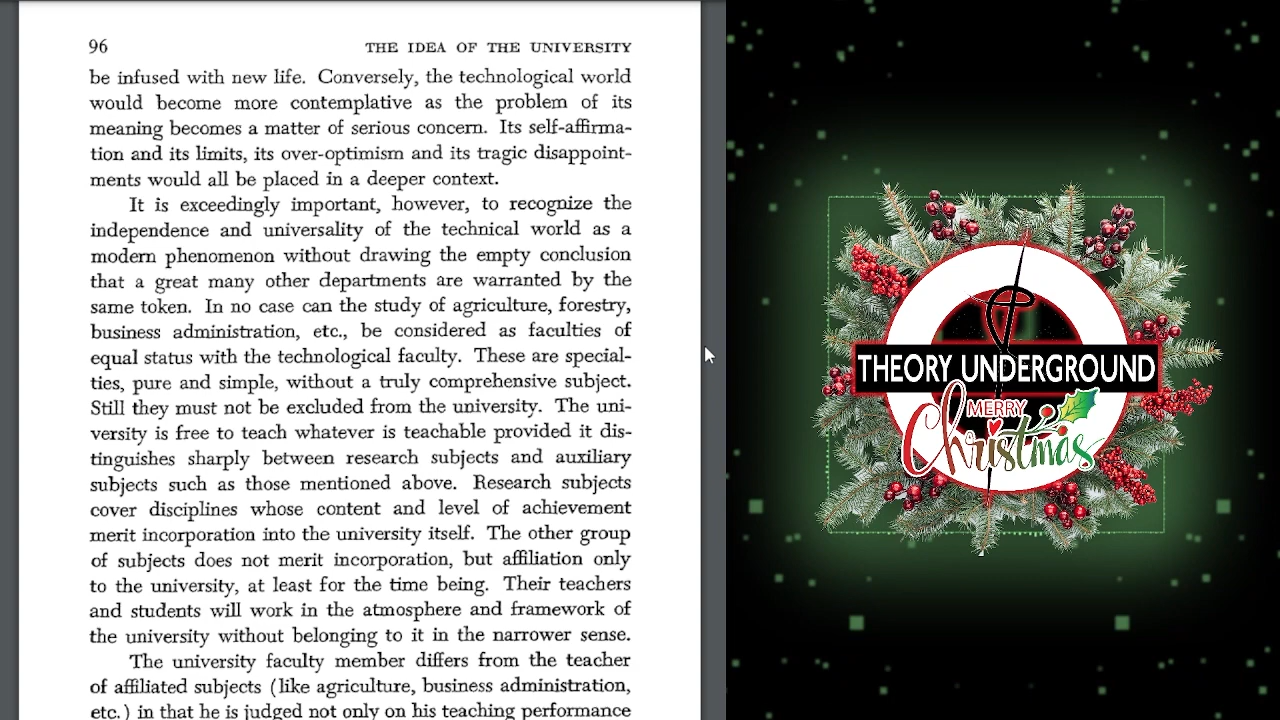 96 THE IDEA OF THE UNIVERSITY
be infused with new life. Conversely, the technological world
would become more contemplative as the problem of its
meaning becomes a matter of serious concern. Its self-affirma-
tion and its limits, its over-optimism and its tragic disappoint-
ments would all be placed in a deeper context.
It is exceedingly important, however, to recognize the
independence and universality of the technical world as a
modern phenomenon without drawing the empty conclusion
that a great many other departments are warranted by the
same token. In no case can the study of agriculture, forestry,
business administration, etc., be considered as faculties of
equal status with the technological faculty. These are special-
ties, pure and simple, without a truly comprehensive subject.
Still they must not be excluded from the university. The uni-
versity is free to teach whatever is teachable provided it dis-
tinguishes sharply between research subjects and auxiliary
subjects such as those mentioned above. Research subjects
cover disciplines whose content and level of achievement
merit incorporation into the university itself. The other group
of subjects does not merit incorporation, but affiliation only
to the university, at least for the time being. Their teachers
and students will work in the atmosphere and framework of
the university without belonging to it in the narrower sense.
The university faculty member differs from the teacher
of affiliated subjects (like agriculture, business administration,
etc.) in that he is judged not only on his teaching performance
THEORY UNDERGROUND
MERRY
Christmas